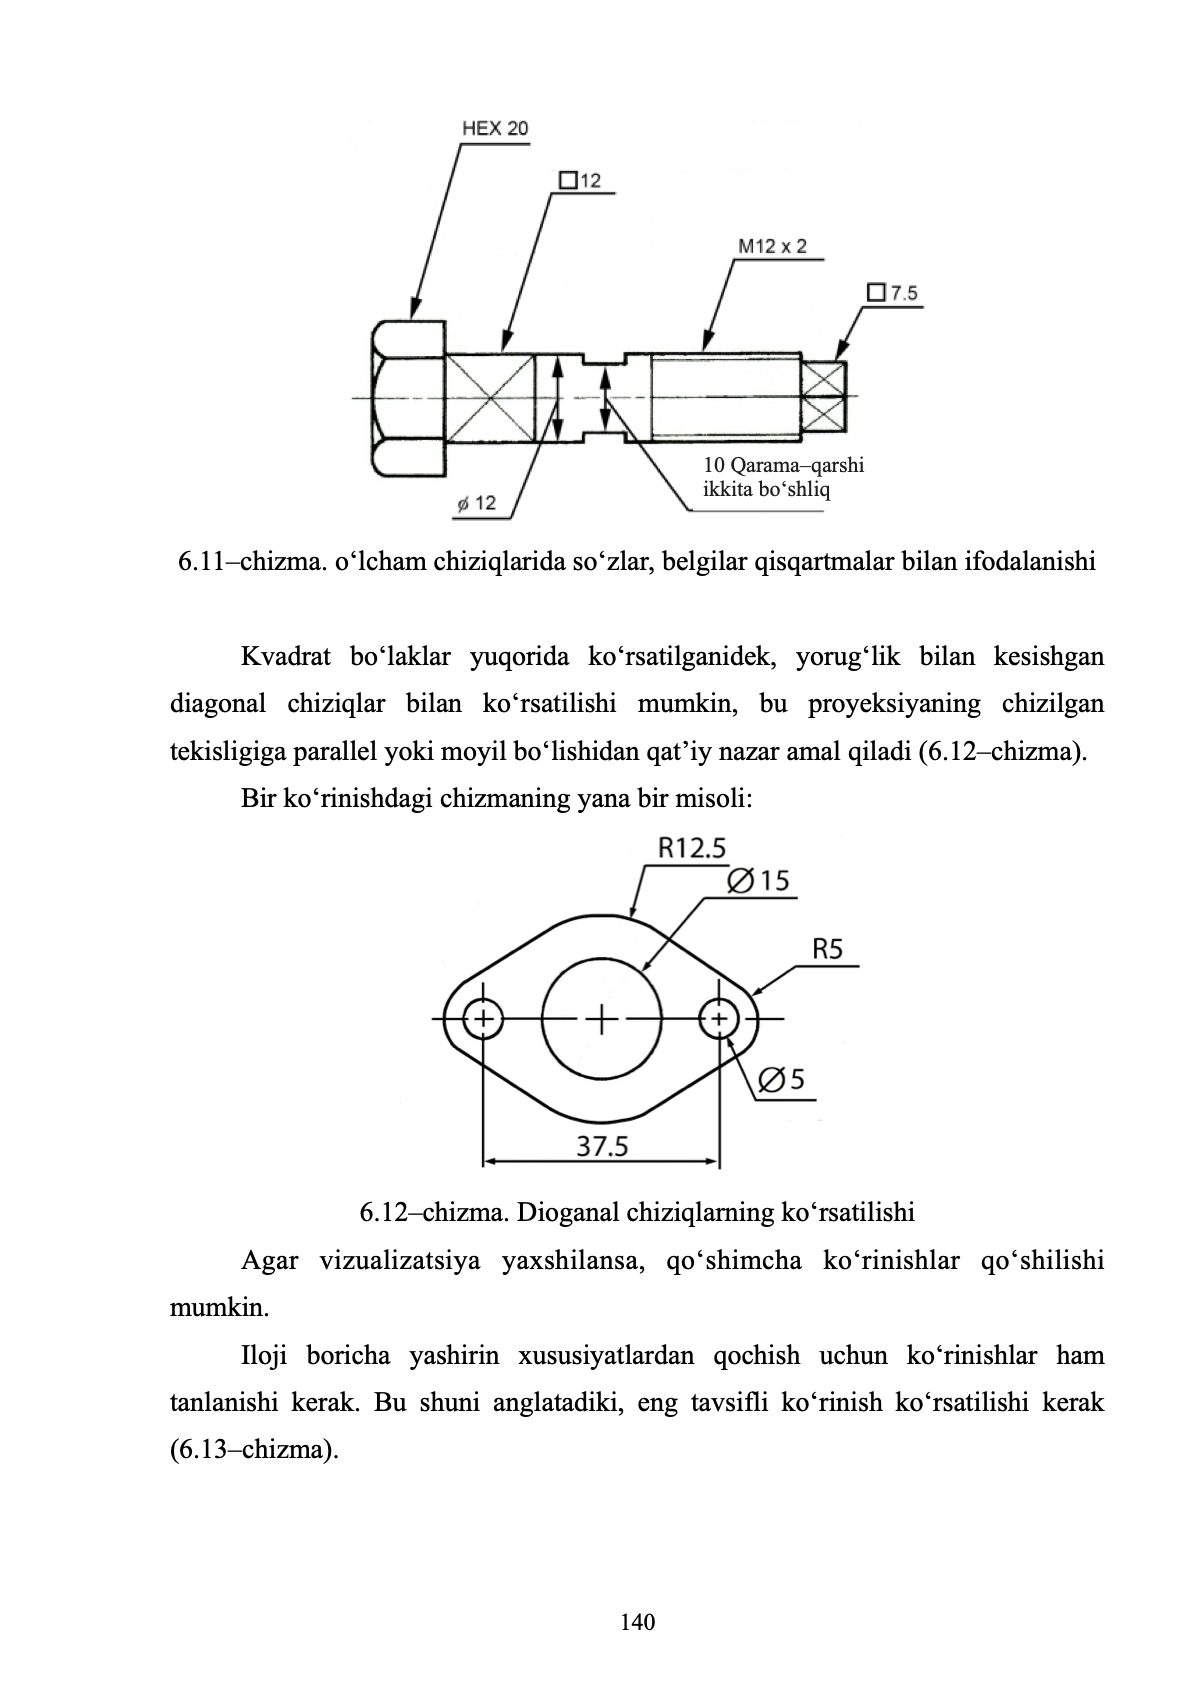 HEX 20
□12
M12 x 2
□7.5
10 Qarama–qarshi
ikkita bo‘shliq
ø 12
6.11–chizma. o‘lcham chiziqlarida so‘zlar, belgilar qisqartmalar bilan ifodalanishi
Kvadrat bo‘laklar yuqorida ko‘rsatilganidek, yorug‘lik bilan kesishgan
diagonal chiziqlar bilan ko‘rsatilishi mumkin, bu proyeksiyaning chizilgan
tekisligiga parallel yoki moyil bo‘lishidan qat’iy nazar amal qiladi (6.12–chizma).
Bir ko‘rinishdagi chizmaning yana bir misoli:
R12.5
Ø15
R5
Ø5
37.5
6.12–chizma. Dioganal chiziqlarning ko‘rsatilishi
Agar vizualizatsiya yaxshilansa, qo‘shimcha ko‘rinishlar qo‘shilishi
mumkin.
Iloji boricha yashirin xususiyatlardan qochish uchun ko‘rinishlar ham
tanlanishi kerak. Bu shuni anglatadiki, eng tavsifli ko‘rinish ko‘rsatilishi kerak
(6.13–chizma).
140